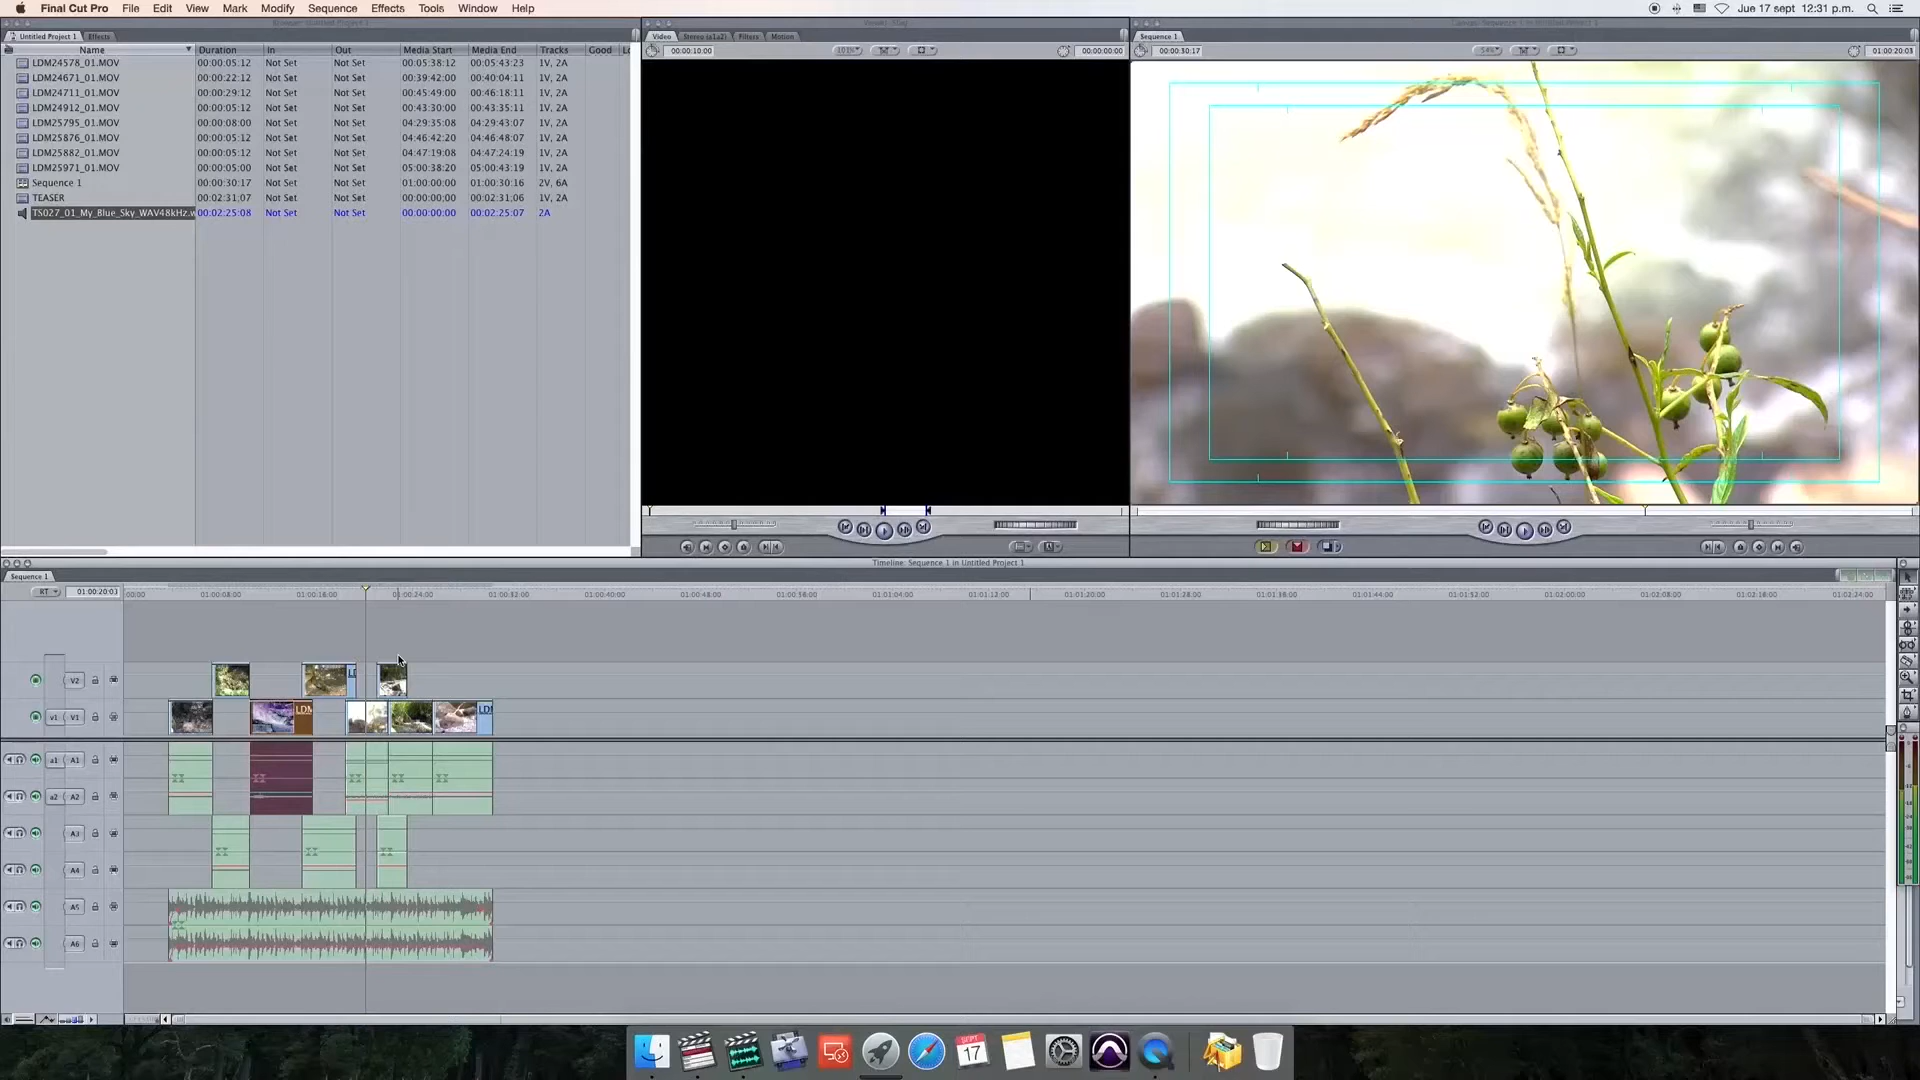 Final Cut Pro File Edit View Mark Modify Sequence Effects Tools Window Help Jue 17 sept 12:31 p.m.
Untitled Project 1 Effects
Name Duration In Out Media Start Media End Tracks Good
LDM24578_01.MOV 00:00:05:12 Not Set Not Set 00:05:38:12 00:05:43:23 1V, 2A
LDM24671_01.MOV 00:00:22:12 Not Set Not Set 00:39:42:00 00:40:04:11 1V, 2A
LDM24711_01.MOV 00:00:29:12 Not Set Not Set 00:45:49:00 00:46:18:11 1V, 2A
LDM24912_01.MOV 00:00:05:12 Not Set Not Set 00:43:30:00 00:43:35:11 1V, 2A
LDM25795_01.MOV 00:00:08:00 Not Set Not Set 04:29:35:08 04:29:43:07 1V, 2A
LDM25876_01.MOV 00:00:05:12 Not Set Not Set 04:46:42:20 04:46:48:07 1V, 2A
LDM25882_01.MOV 00:00:05:12 Not Set Not Set 04:47:19:08 04:47:24:19 1V, 2A
LDM25971_01.MOV 00:00:05:00 Not Set Not Set 05:00:38:20 05:00:43:19 1V, 2A
Sequence 1 00:00:30:17 Not Set Not Set 01:00:00:00 01:00:30:16 2V, 6A
TEASER 00:02:31;07 Not Set Not Set 00:00:00;00 00:02:31;06 1V, 2A
TS027_01_My_Blue_Sky_WAV48kHz.w 00:02:25:08 Not Set Not Set 00:00:00:00 00:02:25:07 2A
Video Stereo (a1a2) Filters Motion
00:00:10:00 00:00:00:00
Sequence 1
00:00:30:17 01:00:20:03
Timeline: Sequence 1 in Untitled Project 1
Sequence 1
RT 01:00:20:03 00:00 01:00:08:00 01:00:16:00 01:00:24:00 01:00:32:00 01:00:40:00 01:00:48:00 01:00:56:00 01:01:04:00 01:01:12:00 01:01:20:00 01:01:28:00 01:01:36:00 01:01:44:00 01:01:52:00 01:02:00:00 01:02:08:00 01:02:16:00 01:02:24:00
V2
v1 V1 LDM LD
a1 A1
a2 A2
A3
A4
A5
A6
SEPT
17